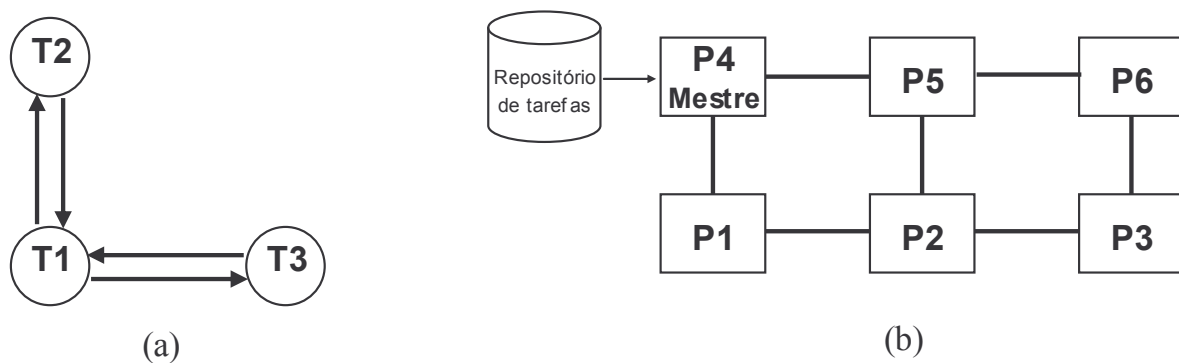 T2
T1
T3
(a)
Repositório
de tarefas
P4
Mestre
P5
P6
P1
P2
P3
(b)